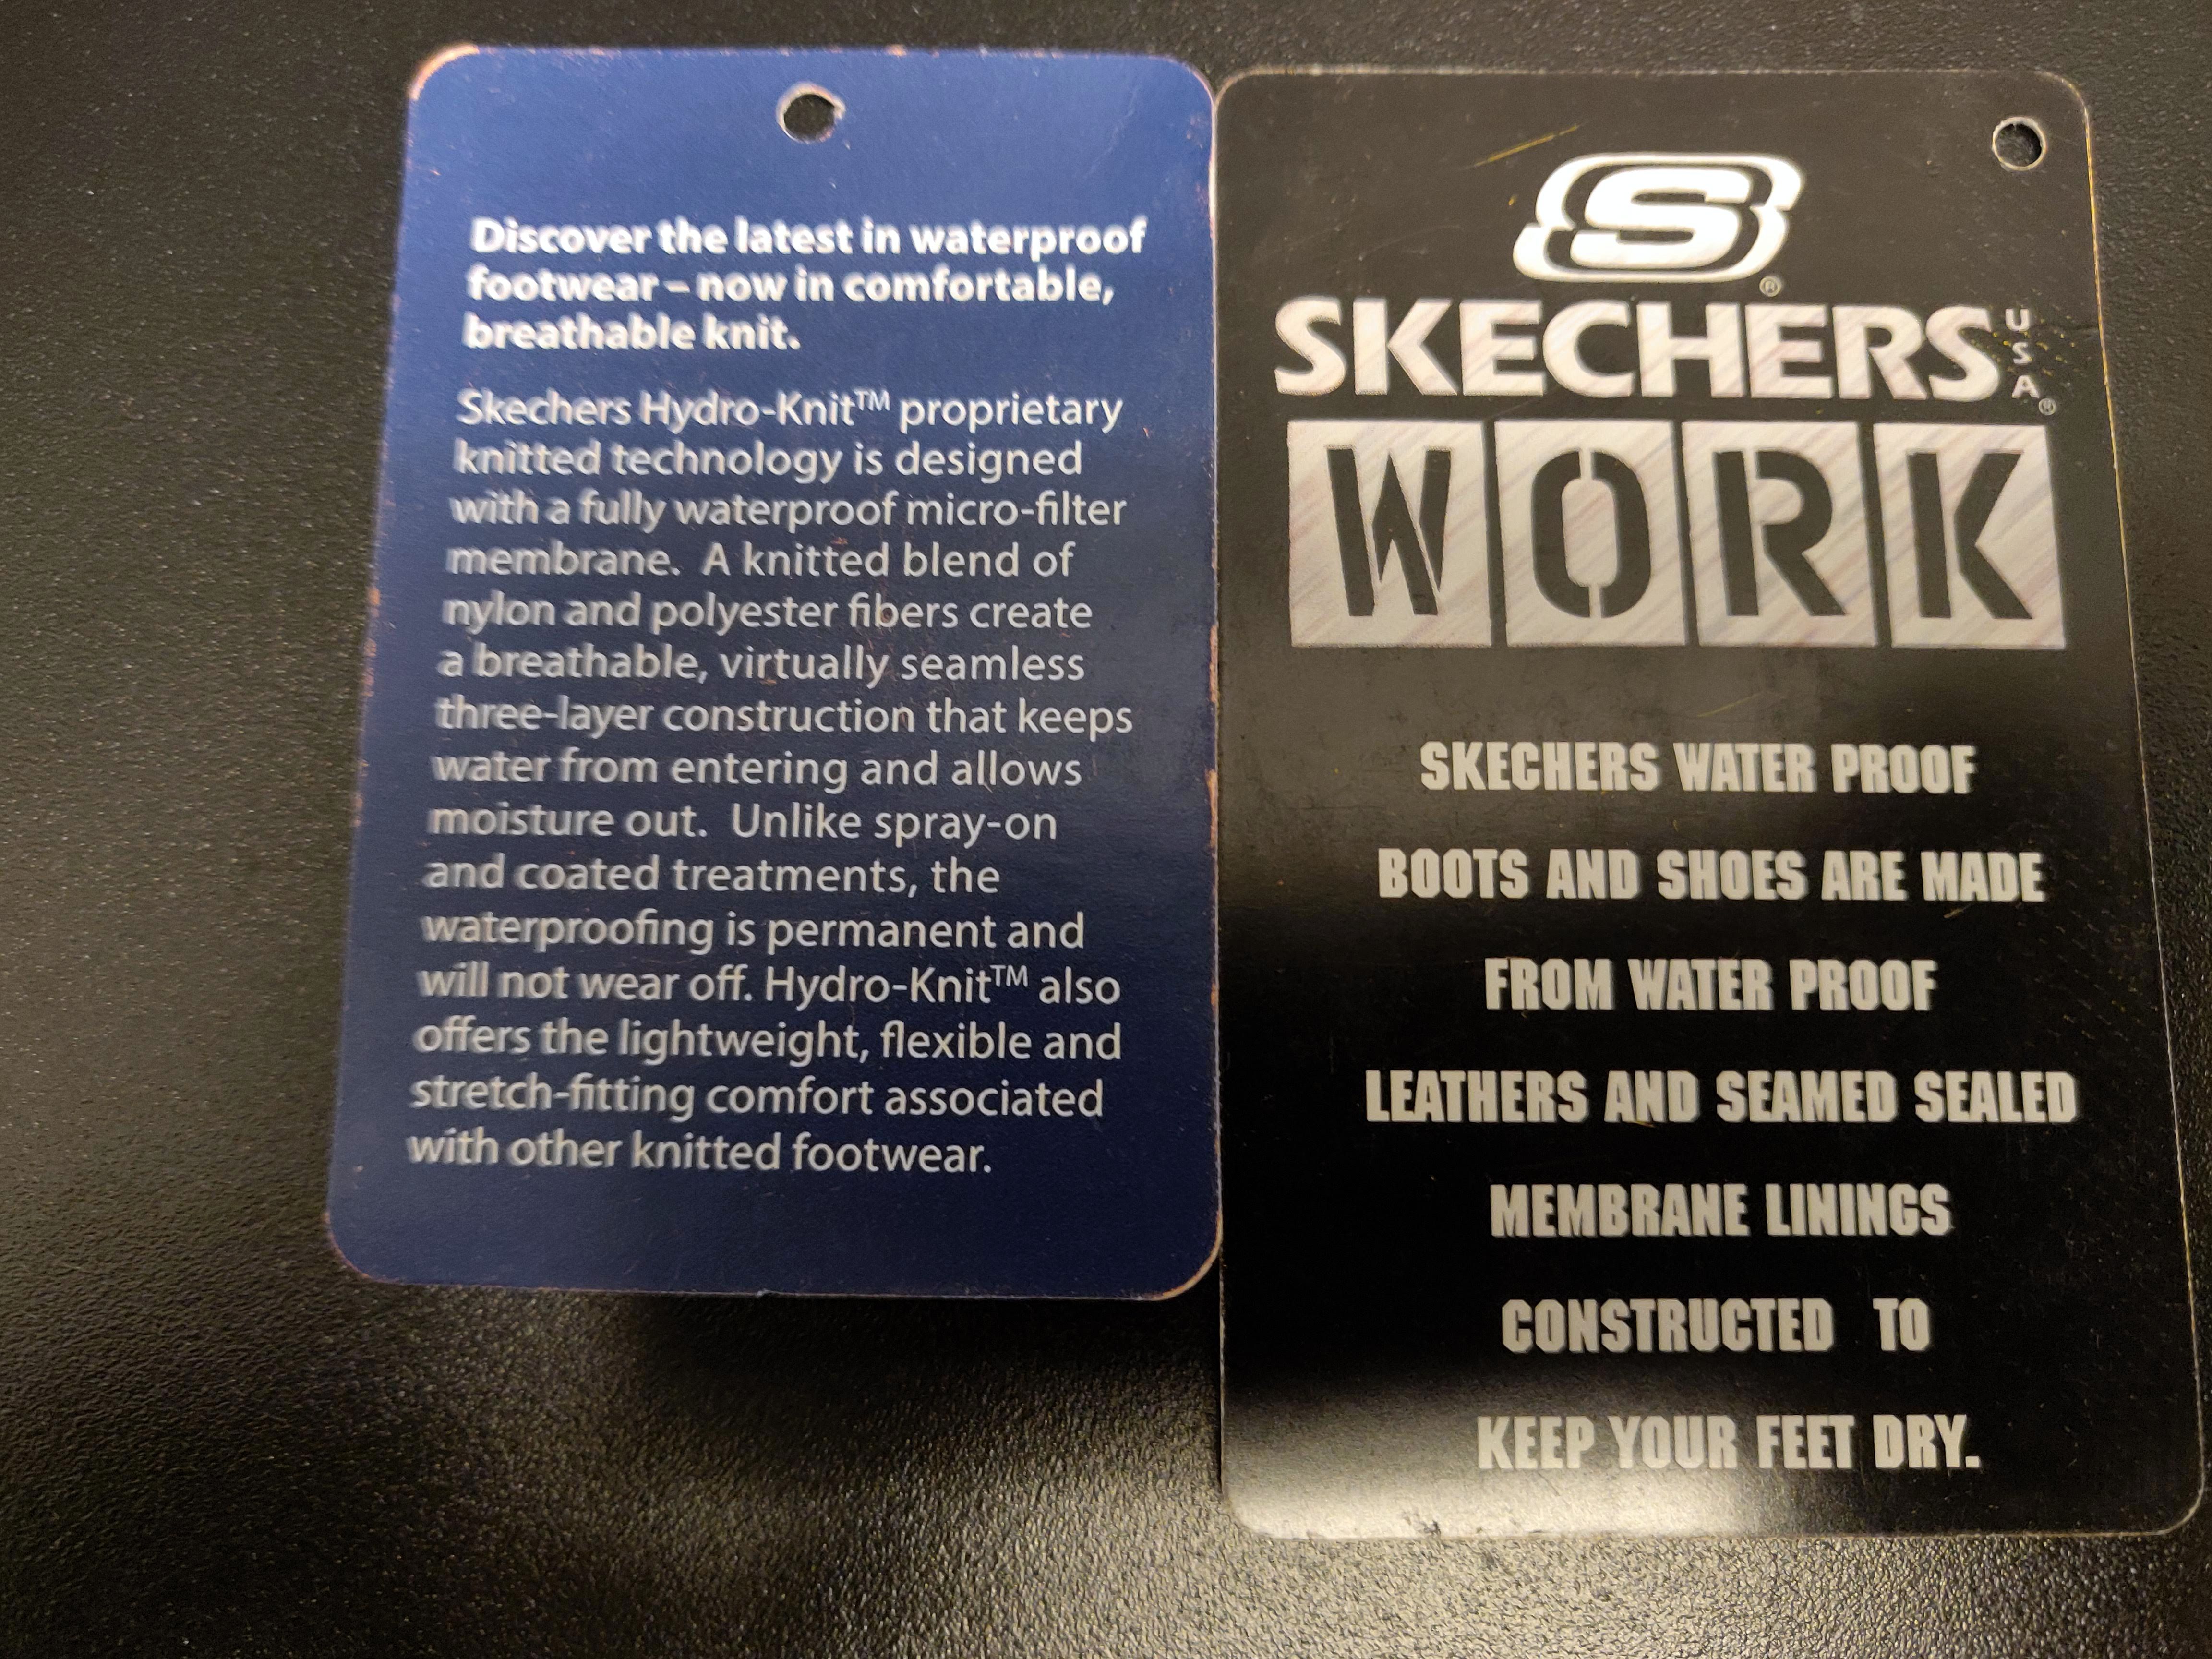 Discover the latest in waterproof
footwear – now in comfortable,
breathable knit.
Skechers Hydro-Knit™ proprietary
knitted technology is designed
with a fully waterproof micro-filter
membrane. A knitted blend of
nylon and polyester fibers create
a breathable, virtually seamless
three-layer construction that keeps
water from entering and allows
moisture out. Unlike spray-on
and coated treatments, the
waterproofing is permanent and
will not wear off. Hydro-Knit™ also
offers the lightweight, flexible and
stretch-fitting comfort associated
with other knitted footwear.
S®
SKECHERS USA®
WORK
SKECHERS WATER PROOF
BOOTS AND SHOES ARE MADE
FROM WATER PROOF
LEATHERS AND SEAMED SEALED
MEMBRANE LININGS
CONSTRUCTED TO
KEEP YOUR FEET DRY.